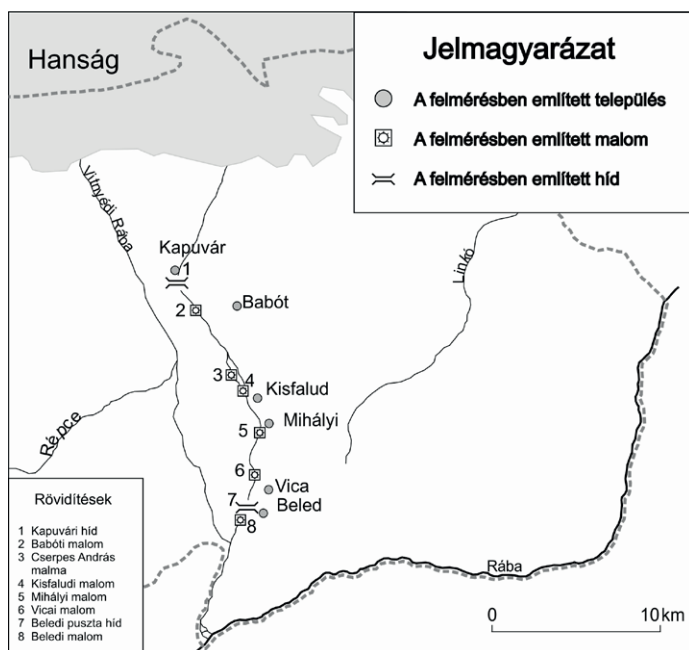 Hanság
Jelmagyarázat
A felmérésben említett település
A felmérésben említett malom
A felmérésben említett híd
Vitnyédi Rába
Kapuvár
1
Linkó
2
Babót
3
4
Kisfalud
Mihályi
5
Répce
6
Vica
7
Beled
8
Rövidítések
1 Kapuvári híd
2 Babóti malom
3 Cserpes András
malma
4 Kisfaludi malom
5 Mihályi malom
6 Vicai malom
7 Beledi puszta híd
8 Beledi malom
Rába
0 10 km